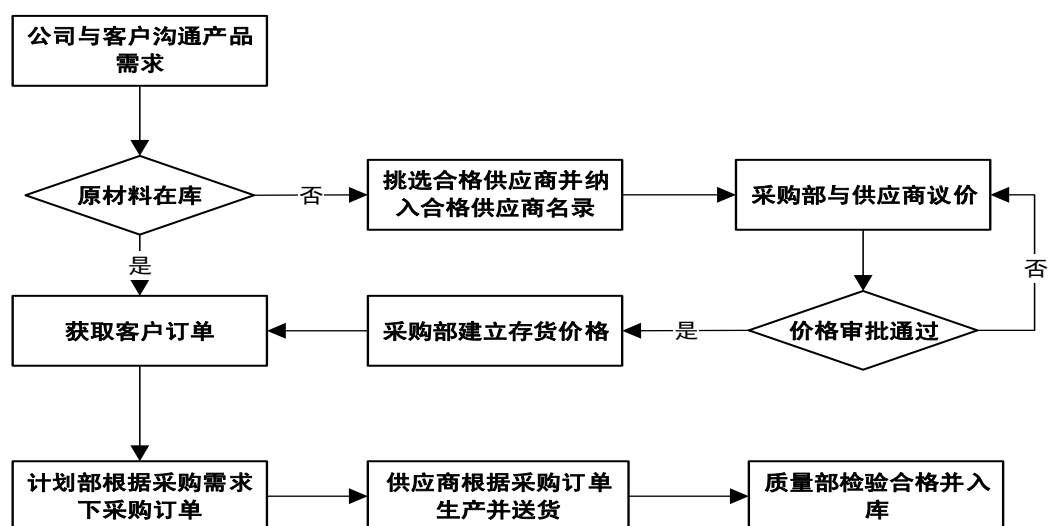 公司与客户沟通产品
需求
原材料在库
否
挑选合格供应商并纳
入合格供应商名录
采购部与供应商议价
是
否
获取客户订单
采购部建立存货价格
是
价格审批通过
计划部根据采购需求
下采购订单
供应商根据采购订单
生产并送货
质量部检验合格并入
库